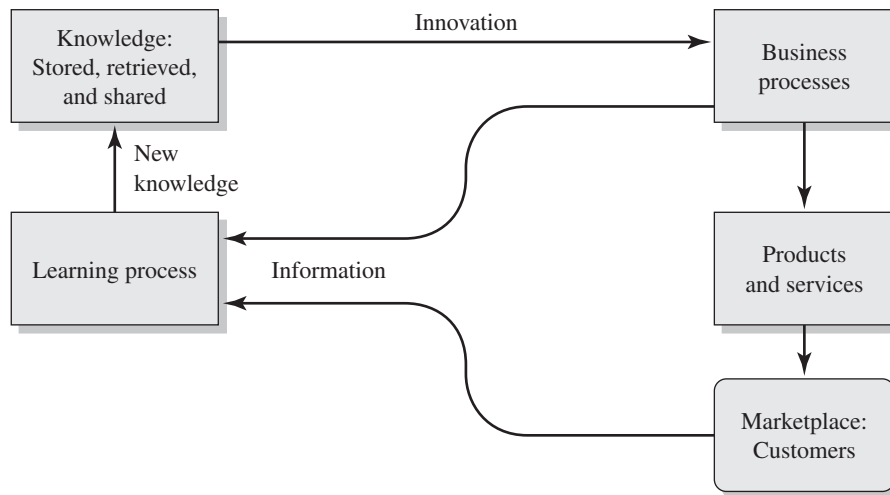 Knowledge:
Stored, retrieved,
and shared
Innovation
Business
processes
New
knowledge
Learning process
Information
Products
and services
Marketplace:
Customers